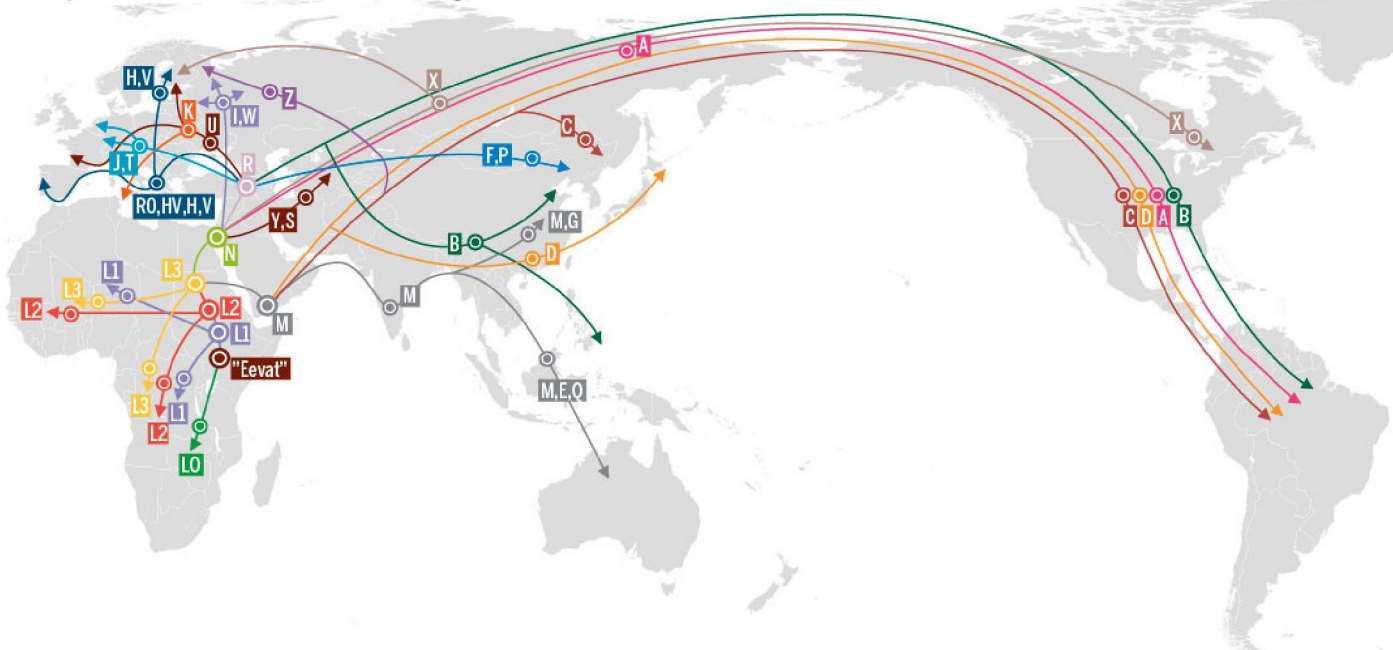 A
H,V
X
Z
K
I,W
U
C
X
F,P
J,T
R
RO,HV,H,V
Y,S
C
D
A
B
M,G
B
D
N
L3
L1
L3
M
L2
L2
M
L1
"Eevat"
M,E,Q
L3
L1
L2
LO